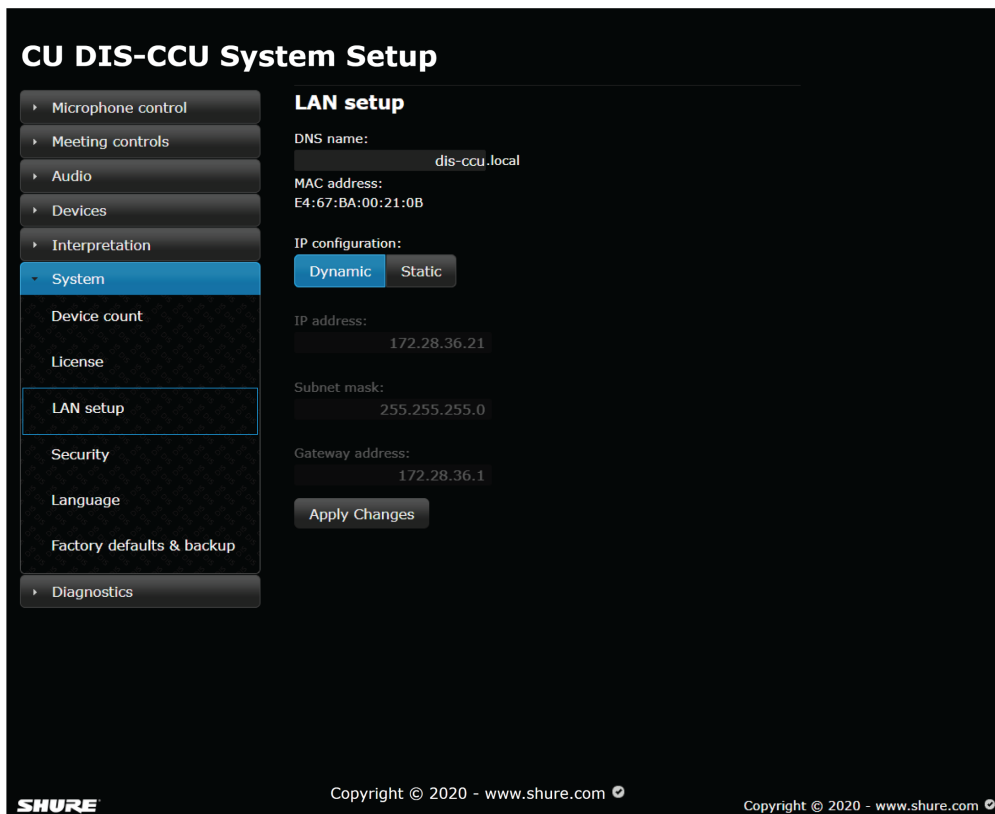 CU DIS-CCU System Setup
Microphone control
Meeting controls
Audio
Devices
Interpretation
System
Device count
License
LAN setup
Security
Language
Factory defaults & backup
Diagnostics
LAN setup
DNS name:
dis-ccu.local
MAC address:
E4:67:BA:00:21:0B
IP configuration:
Dynamic Static
IP address:
172.28.36.21
Subnet mask:
255.255.255.0
Gateway address:
172.28.36.1
Apply Changes
SHURE
Copyright © 2020 - www.shure.com
Copyright © 2020 - www.shure.com